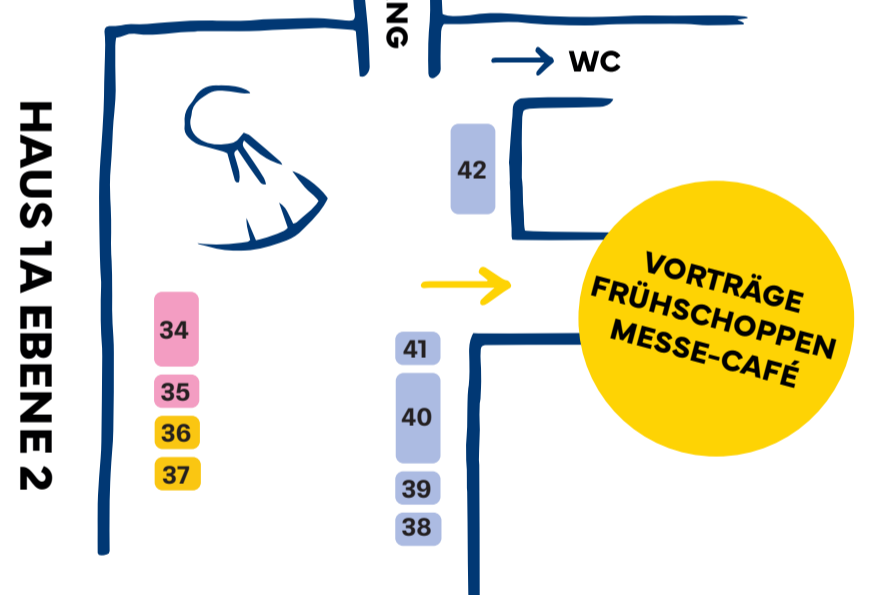 NG
WC
HAUS 1A EBENE 2
42
VORTRÄGE
FRÜHSCHOPPEN
MESSE-CAFÉ
34
35
36
37
41
40
39
38